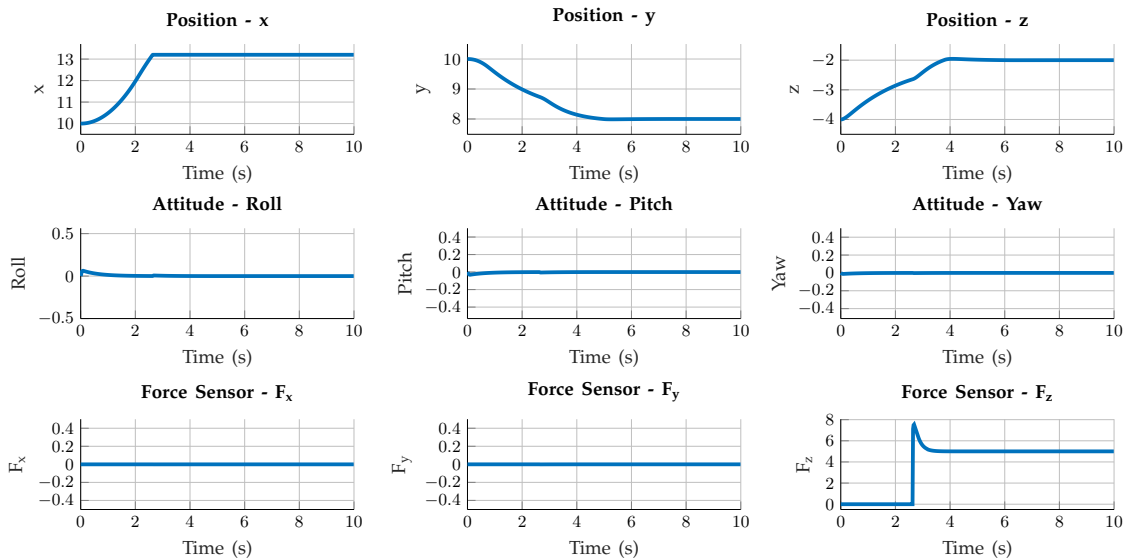 Position - x
Position - y
Position - z
13
12
11
10
x
0 2 4 6 8 10
Time (s)
10
9
8
y
0 2 4 6 8 10
Time (s)
−2
−3
−4
z
0 2 4 6 8 10
Time (s)
Attitude - Roll
Attitude - Pitch
Attitude - Yaw
0.5
0
−0.5
Roll
0 2 4 6 8 10
Time (s)
0.4
0.2
0
−0.2
−0.4
Pitch
0 2 4 6 8 10
Time (s)
0.4
0.2
0
−0.2
−0.4
Yaw
0 2 4 6 8 10
Time (s)
Force Sensor - Fx
Force Sensor - Fy
Force Sensor - Fz
0.4
0.2
0
−0.2
−0.4
Fx
0 2 4 6 8 10
Time (s)
0.4
0.2
0
−0.2
−0.4
Fy
0 2 4 6 8 10
Time (s)
8
6
4
2
0
Fz
0 2 4 6 8 10
Time (s)